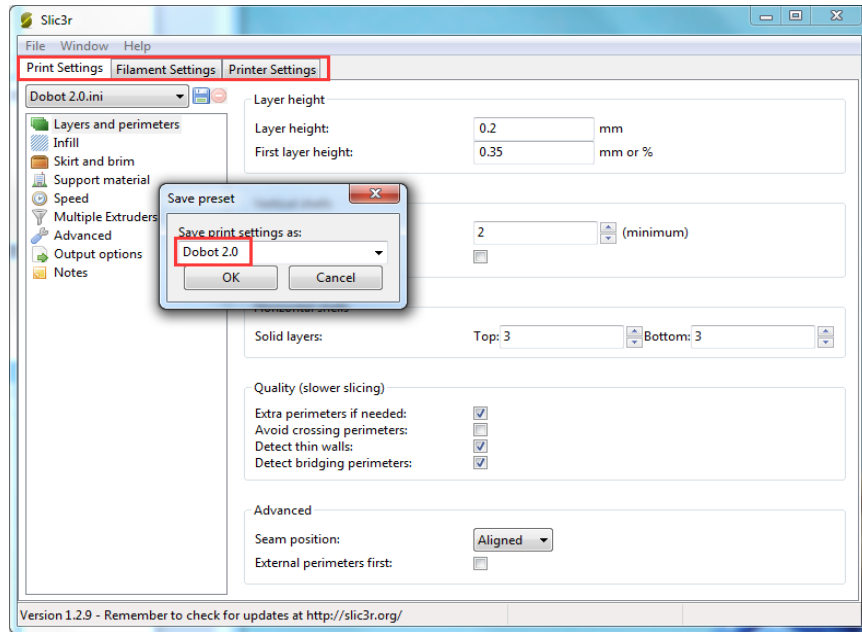 Slic3r
File Window Help
Print Settings Filament Settings Printer Settings
Dobot 2.0.ini
Layers and perimeters
Infill
Skirt and brim
Support material
Speed
Multiple Extruders
Advanced
Output options
Notes
Save preset
Save print settings as:
Dobot 2.0
OK Cancel
Layer height
Layer height: 0.2 mm
First layer height: 0.35 mm or %
2 (minimum)
Horizontal shells
Solid layers: Top: 3 Bottom: 3
Quality (slower slicing)
Extra perimeters if needed:
Avoid crossing perimeters:
Detect thin walls:
Detect bridging perimeters:
Advanced
Seam position: Aligned
External perimeters first:
Version 1.2.9 - Remember to check for updates at http://slic3r.org/